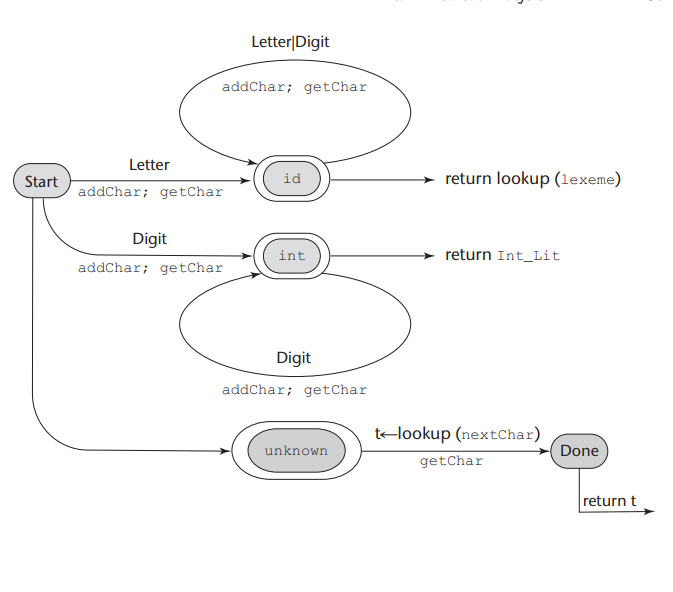 Letter|Digit
addChar; getChar
Start
Letter
addChar; getChar
id
return lookup (lexeme)
Digit
addChar; getChar
int
return Int_Lit
Digit
addChar; getChar
unknown
t←lookup (nextChar)
getChar
Done
return t